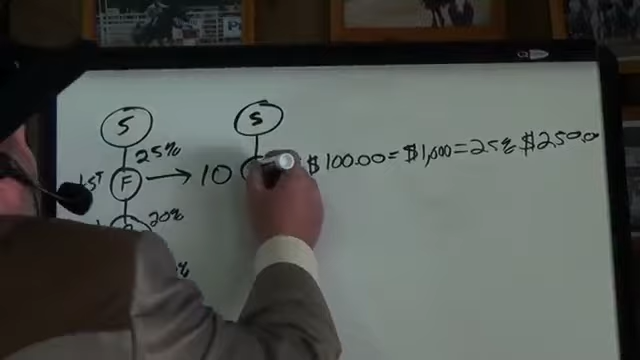 S
S
25%
1ST F → 10 $100.00 = $1,000 = 25% $250.00
20%
%